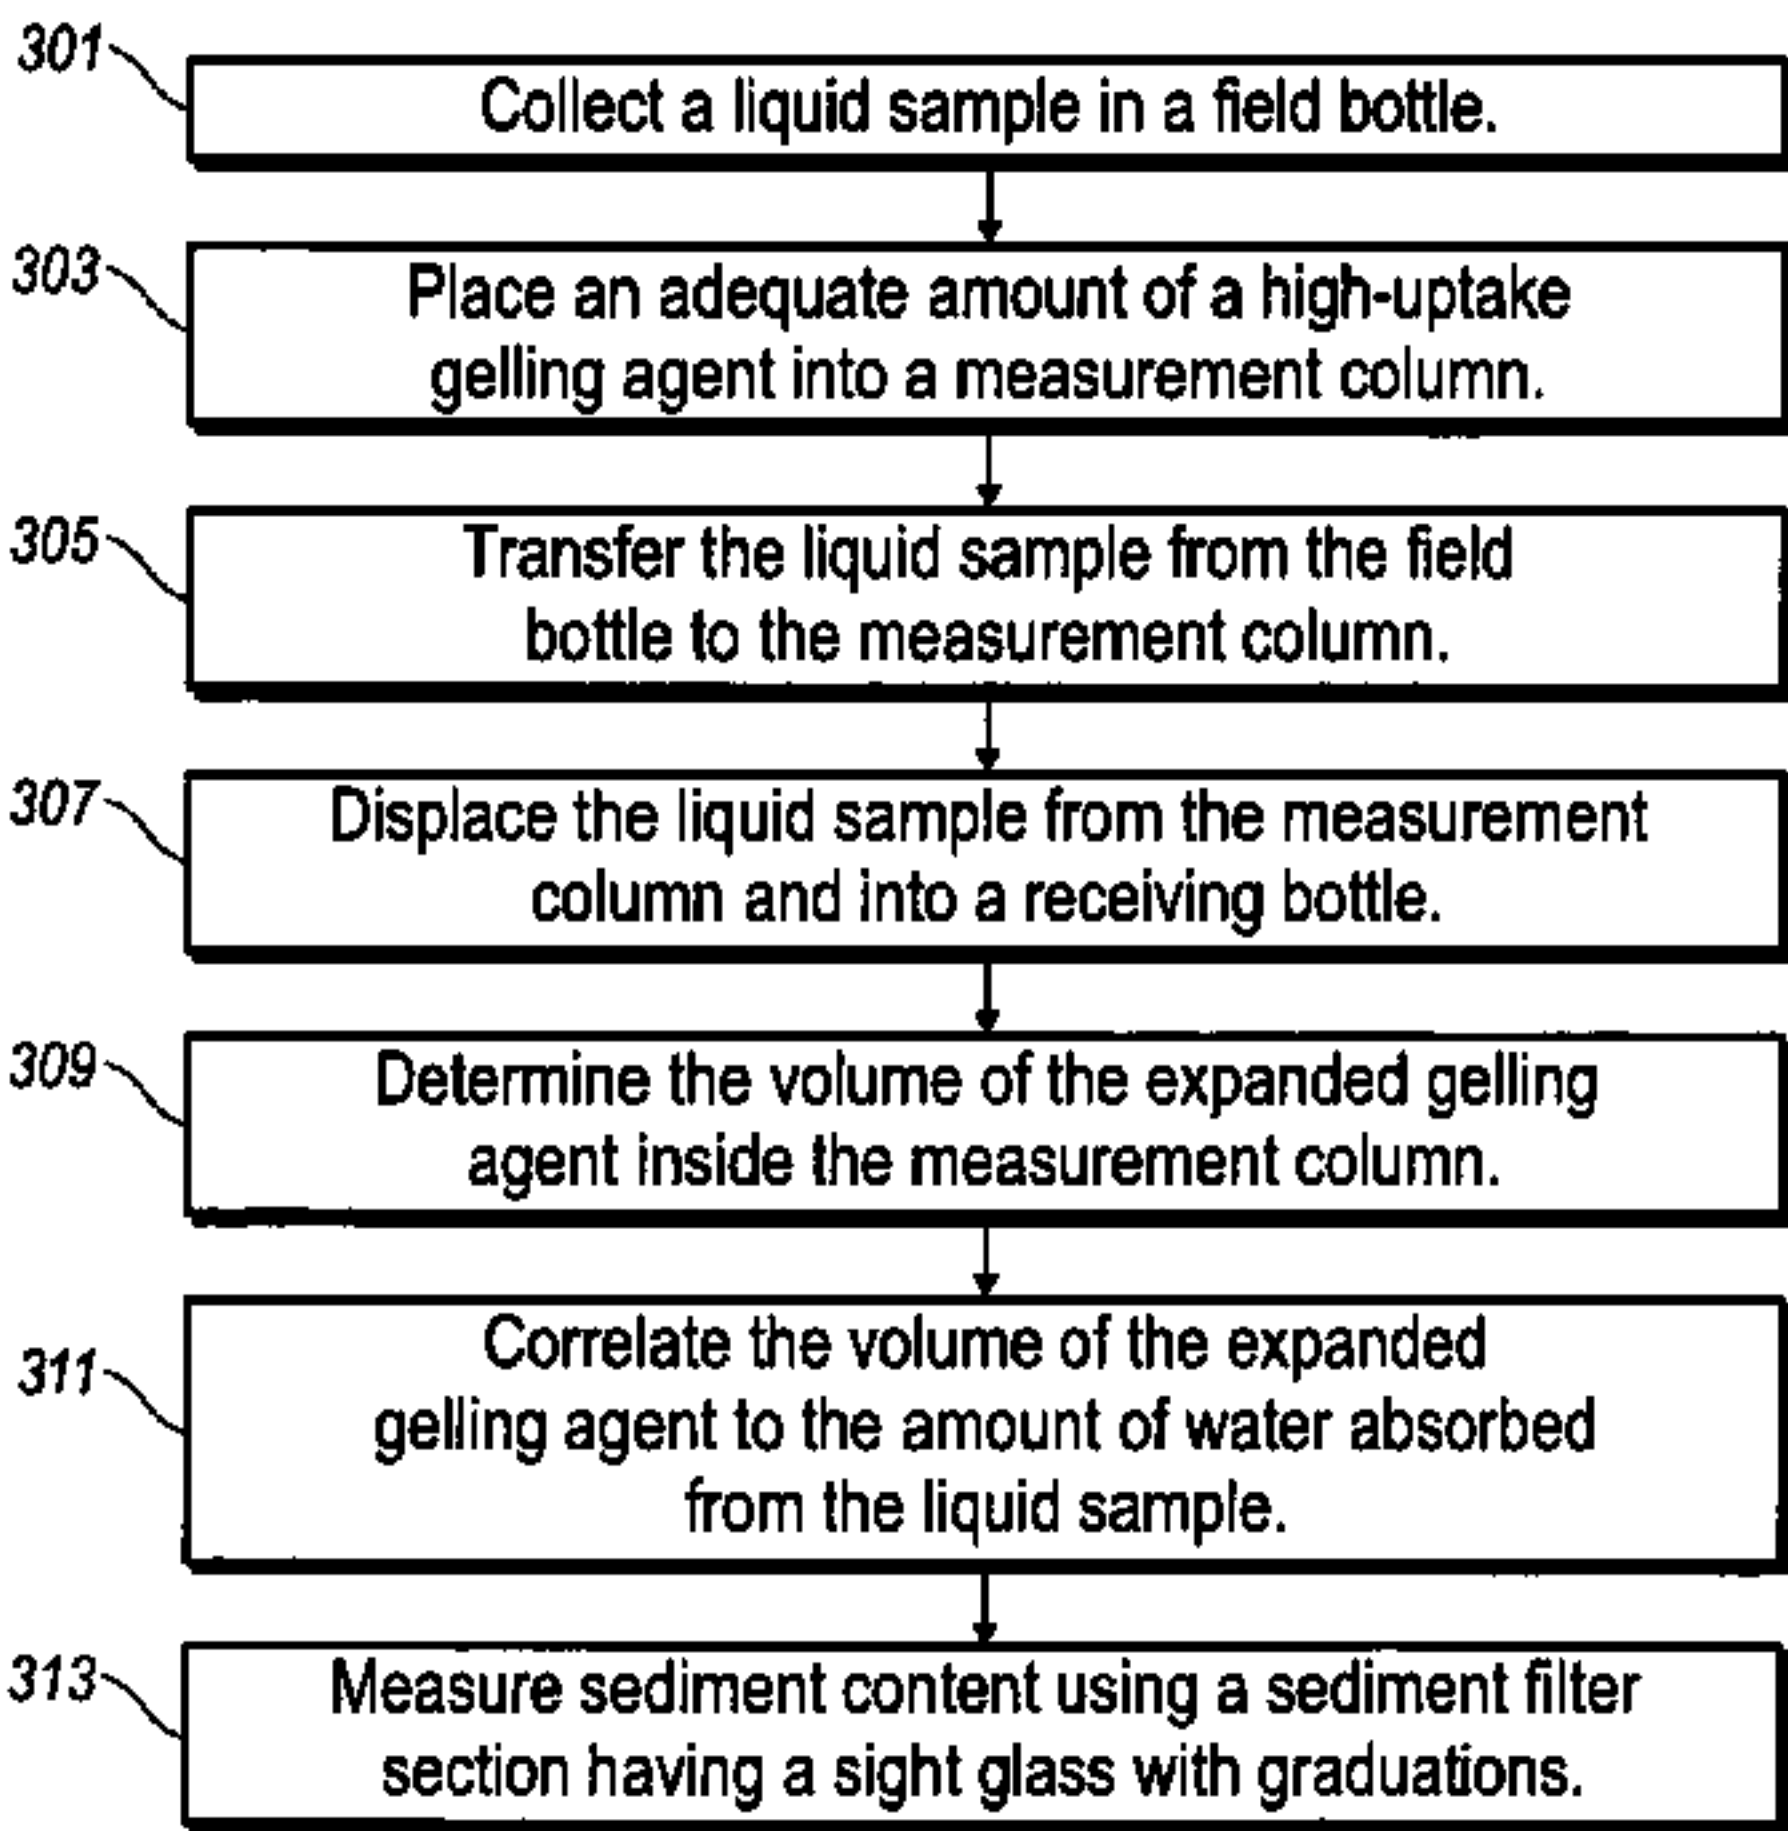 301
Collect a liquid sample in a field bottle.
303
Place an adequate amount of a high-uptake
gelling agent into a measurement column.
305
Transfer the liquid sample from the field
bottle to the measurement column.
307
Displace the liquid sample from the measurement
column and into a receiving bottle.
309
Determine the volume of the expanded gelling
agent inside the measurement column.
311
Correlate the volume of the expanded
gelling agent to the amount of water absorbed
from the liquid sample.
313
Measure sediment content using a sediment filter
section having a sight glass with graduations.